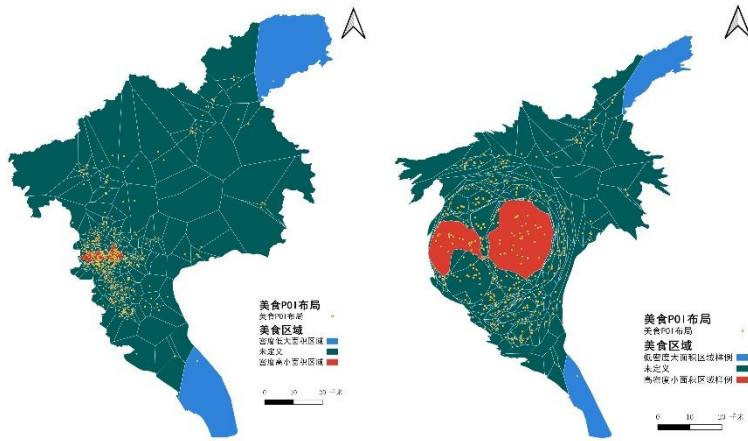 美食POI布局
美食POI布局
美食区域
密度低大面积区域
未定义
密度高小面积区域
0 10 20 千米
美食POI布局
美食POI布局
美食区域
低密度大面积区域样例
未定义
高密度小面积区域样例
0 10 20 千米